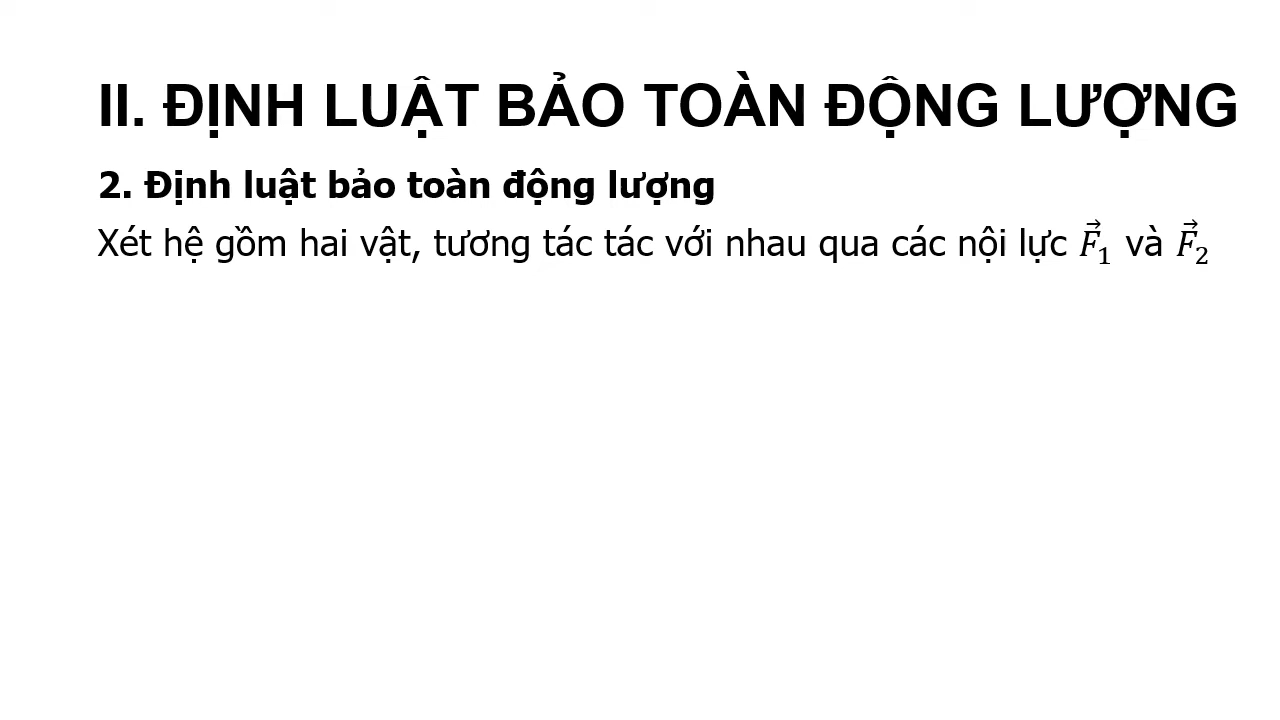 II. ĐỊNH LUẬT BẢO TOÀN ĐỘNG LƯỢNG
2. Định luật bảo toàn động lượng
Xét hệ gồm hai vật, tương tác tác với nhau qua các nội lực F⃗₁ và F⃗₂